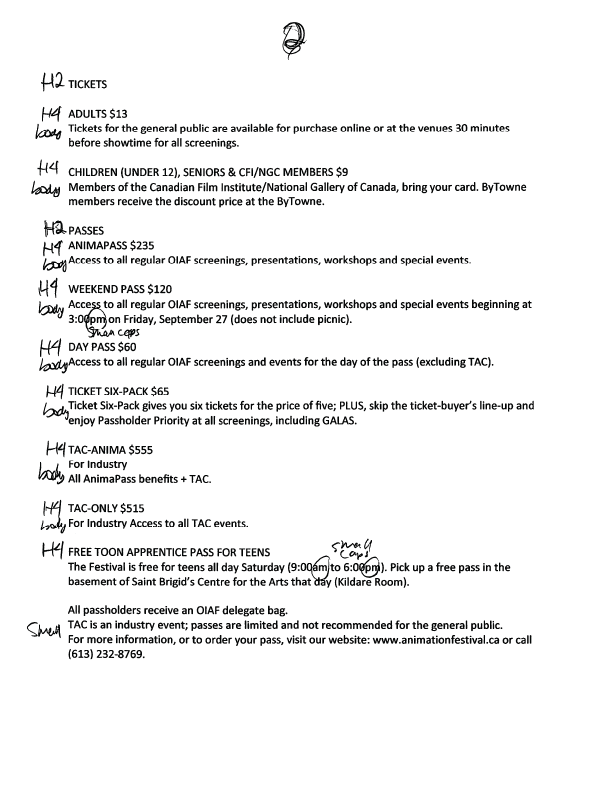 2
H2 TICKETS
H4 ADULTS $13
body Tickets for the general public are available for purchase online or at the venues 30 minutes
before showtime for all screenings.
H4 CHILDREN (UNDER 12), SENIORS & CFI/NGC MEMBERS $9
body Members of the Canadian Film Institute/National Gallery of Canada, bring your card. ByTowne
members receive the discount price at the ByTowne.
H2 PASSES
H4 ANIMAPASS $235
body Access to all regular OIAF screenings, presentations, workshops and special events.
H4 WEEKEND PASS $120
body Access to all regular OIAF screenings, presentations, workshops and special events beginning at
3:00pm on Friday, September 27 (does not include picnic).
small caps
H4 DAY PASS $60
body Access to all regular OIAF screenings and events for the day of the pass (excluding TAC).
H4 TICKET SIX-PACK $65
body Ticket Six-Pack gives you six tickets for the price of five; PLUS, skip the ticket-buyer's line-up and
enjoy Passholder Priority at all screenings, including GALAS.
H4 TAC-ANIMA $555
For Industry
body All AnimaPass benefits + TAC.
H4 TAC-ONLY $515
body For Industry Access to all TAC events.
small caps
H4 FREE TOON APPRENTICE PASS FOR TEENS
The Festival is free for teens all day Saturday (9:00am to 6:00pm). Pick up a free pass in the
basement of Saint Brigid's Centre for the Arts that day (Kildare Room).
All passholders receive an OIAF delegate bag.
Small TAC is an industry event; passes are limited and not recommended for the general public.
For more information, or to order your pass, visit our website: www.animationfestival.ca or call
(613) 232-8769.